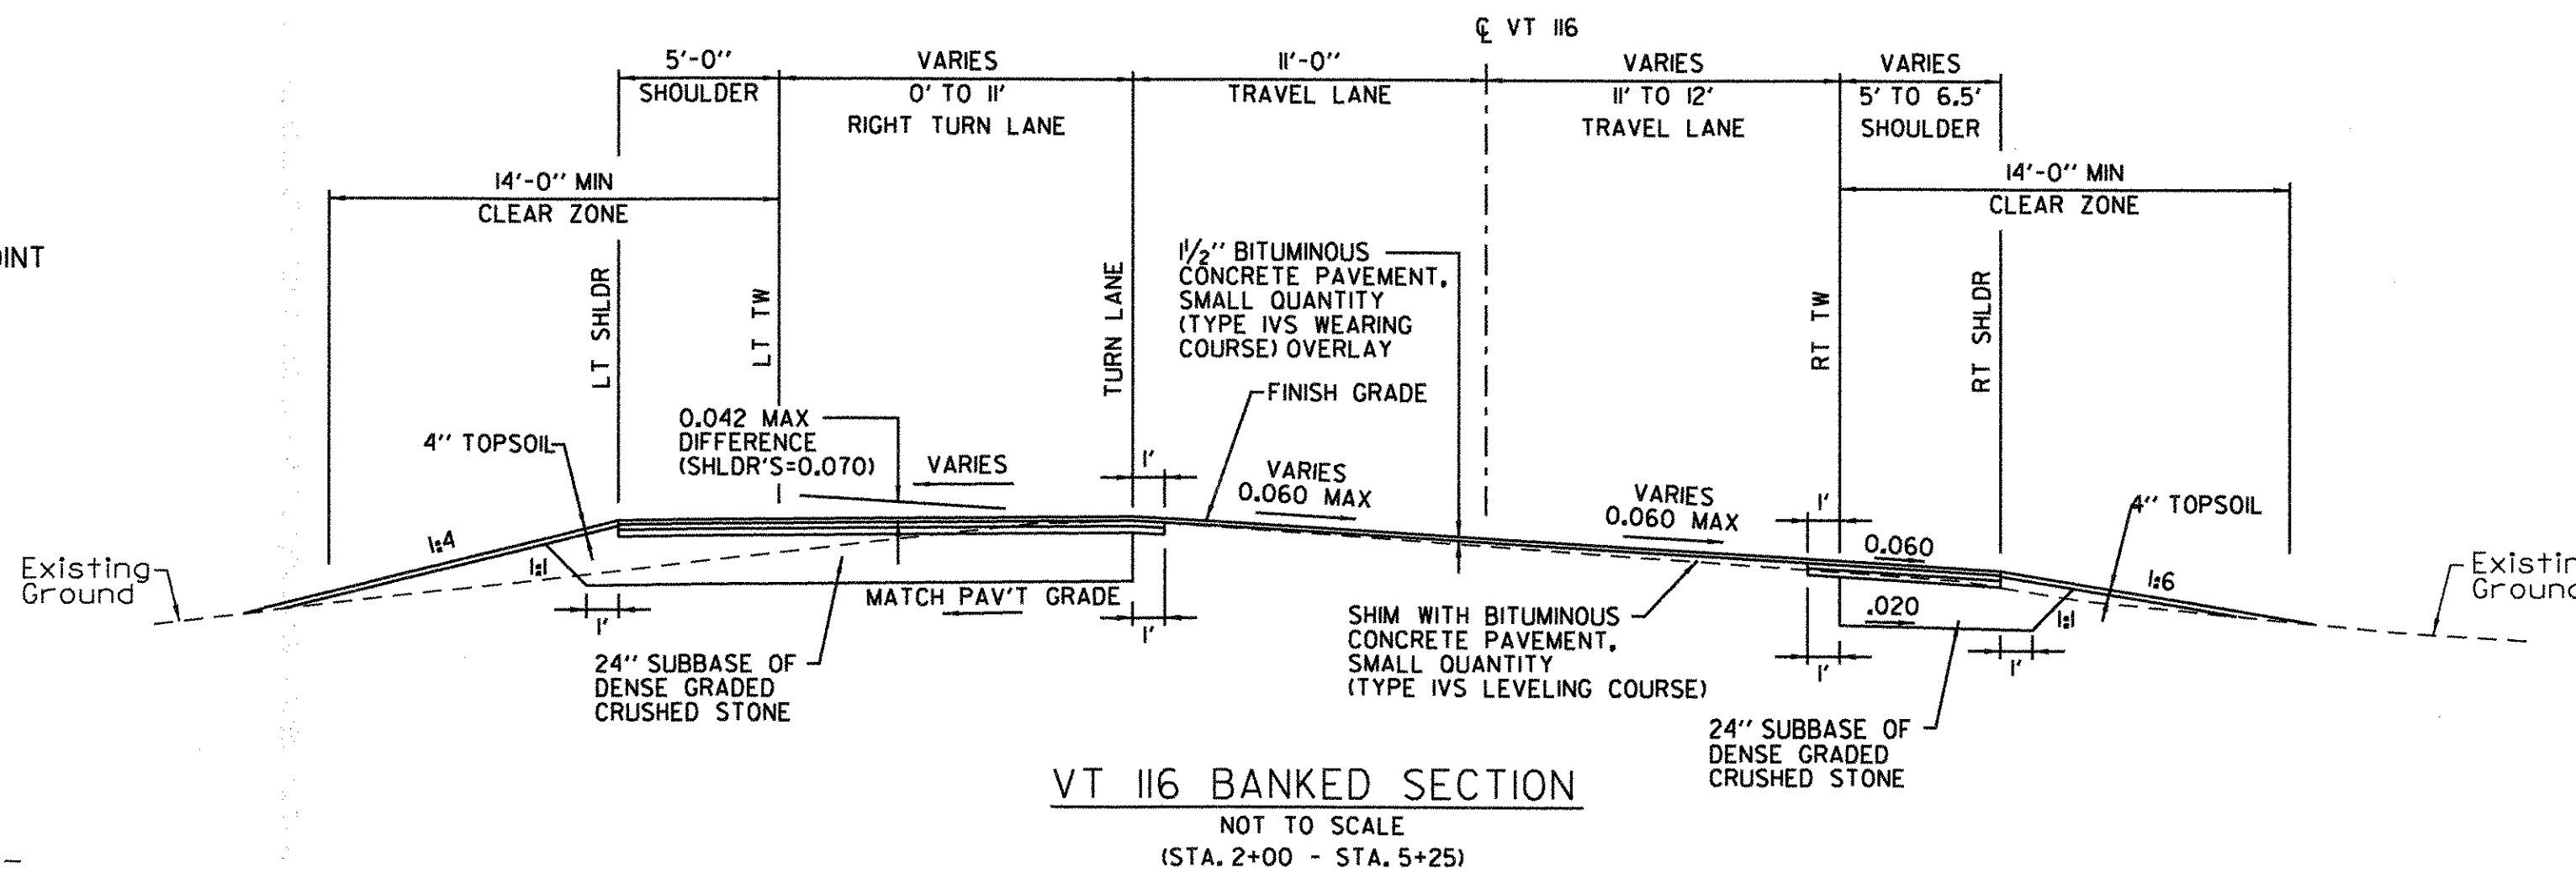 ℄ VT 116
5'-0"
SHOULDER
VARIES
0' TO 11'
RIGHT TURN LANE
11'-0"
TRAVEL LANE
VARIES
11' TO 12'
TRAVEL LANE
VARIES
5' TO 6.5'
SHOULDER
14'-0" MIN
CLEAR ZONE
14'-0" MIN
CLEAR ZONE
OINT
LT SHLDR
LT TW
TURN LANE
1 1/2" BITUMINOUS
CONCRETE PAVEMENT,
SMALL QUANTITY
(TYPE IVS WEARING
COURSE) OVERLAY
RT TW
RT SHLDR
FINISH GRADE
4" TOPSOIL
0.042 MAX
DIFFERENCE
(SHLDR'S=0.070)
VARIES
1'
VARIES
0.060 MAX
VARIES
0.060 MAX
1'
4" TOPSOIL
0.060
1:4
1:1
Existing
Ground
MATCH PAV'T GRADE
1'
1'
.020
1:6
1:1
Existin
Ground
1'
1'
24" SUBBASE OF
DENSE GRADED
CRUSHED STONE
SHIM WITH BITUMINOUS
CONCRETE PAVEMENT,
SMALL QUANTITY
(TYPE IVS LEVELING COURSE)
24" SUBBASE OF
DENSE GRADED
CRUSHED STONE
VT 116 BANKED SECTION
NOT TO SCALE
(STA. 2+00 - STA. 5+25)